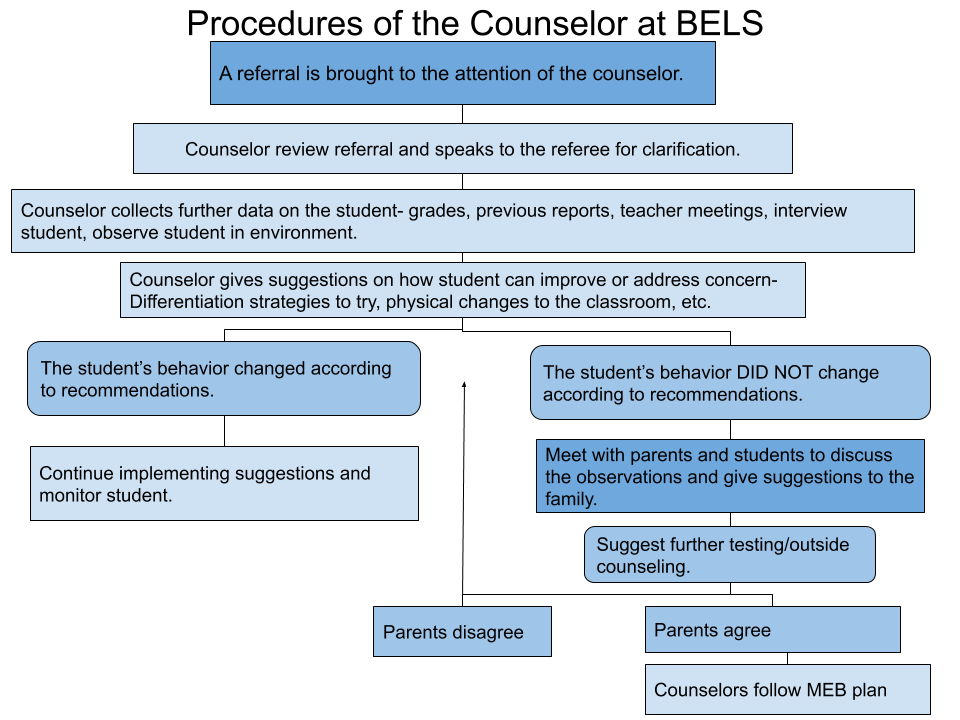 Procedures of the Counselor at BELS
A referral is brought to the attention of the counselor.
Counselor review referral and speaks to the referee for clarification.
Counselor collects further data on the student- grades, previous reports, teacher meetings, interview
student, observe student in environment.
Counselor gives suggestions on how student can improve or address concern-
Differentiation strategies to try, physical changes to the classroom, etc.
The student’s behavior changed according
to recommendations.
The student’s behavior DID NOT change
according to recommendations.
Continue implementing suggestions and
monitor student.
Meet with parents and students to discuss
the observations and give suggestions to the
family.
Suggest further testing/outside
counseling.
Parents disagree
Parents agree
Counselors follow MEB plan